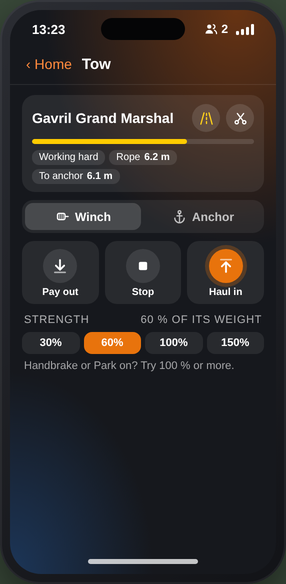 13:23
2
‹ Home Tow
Gavril Grand Marshal
Working hard Rope 6.2 m
To anchor 6.1 m
Winch Anchor
Pay out Stop Haul in
STRENGTH 60 % OF ITS WEIGHT
30% 60% 100% 150%
Handbrake or Park on? Try 100 % or more.